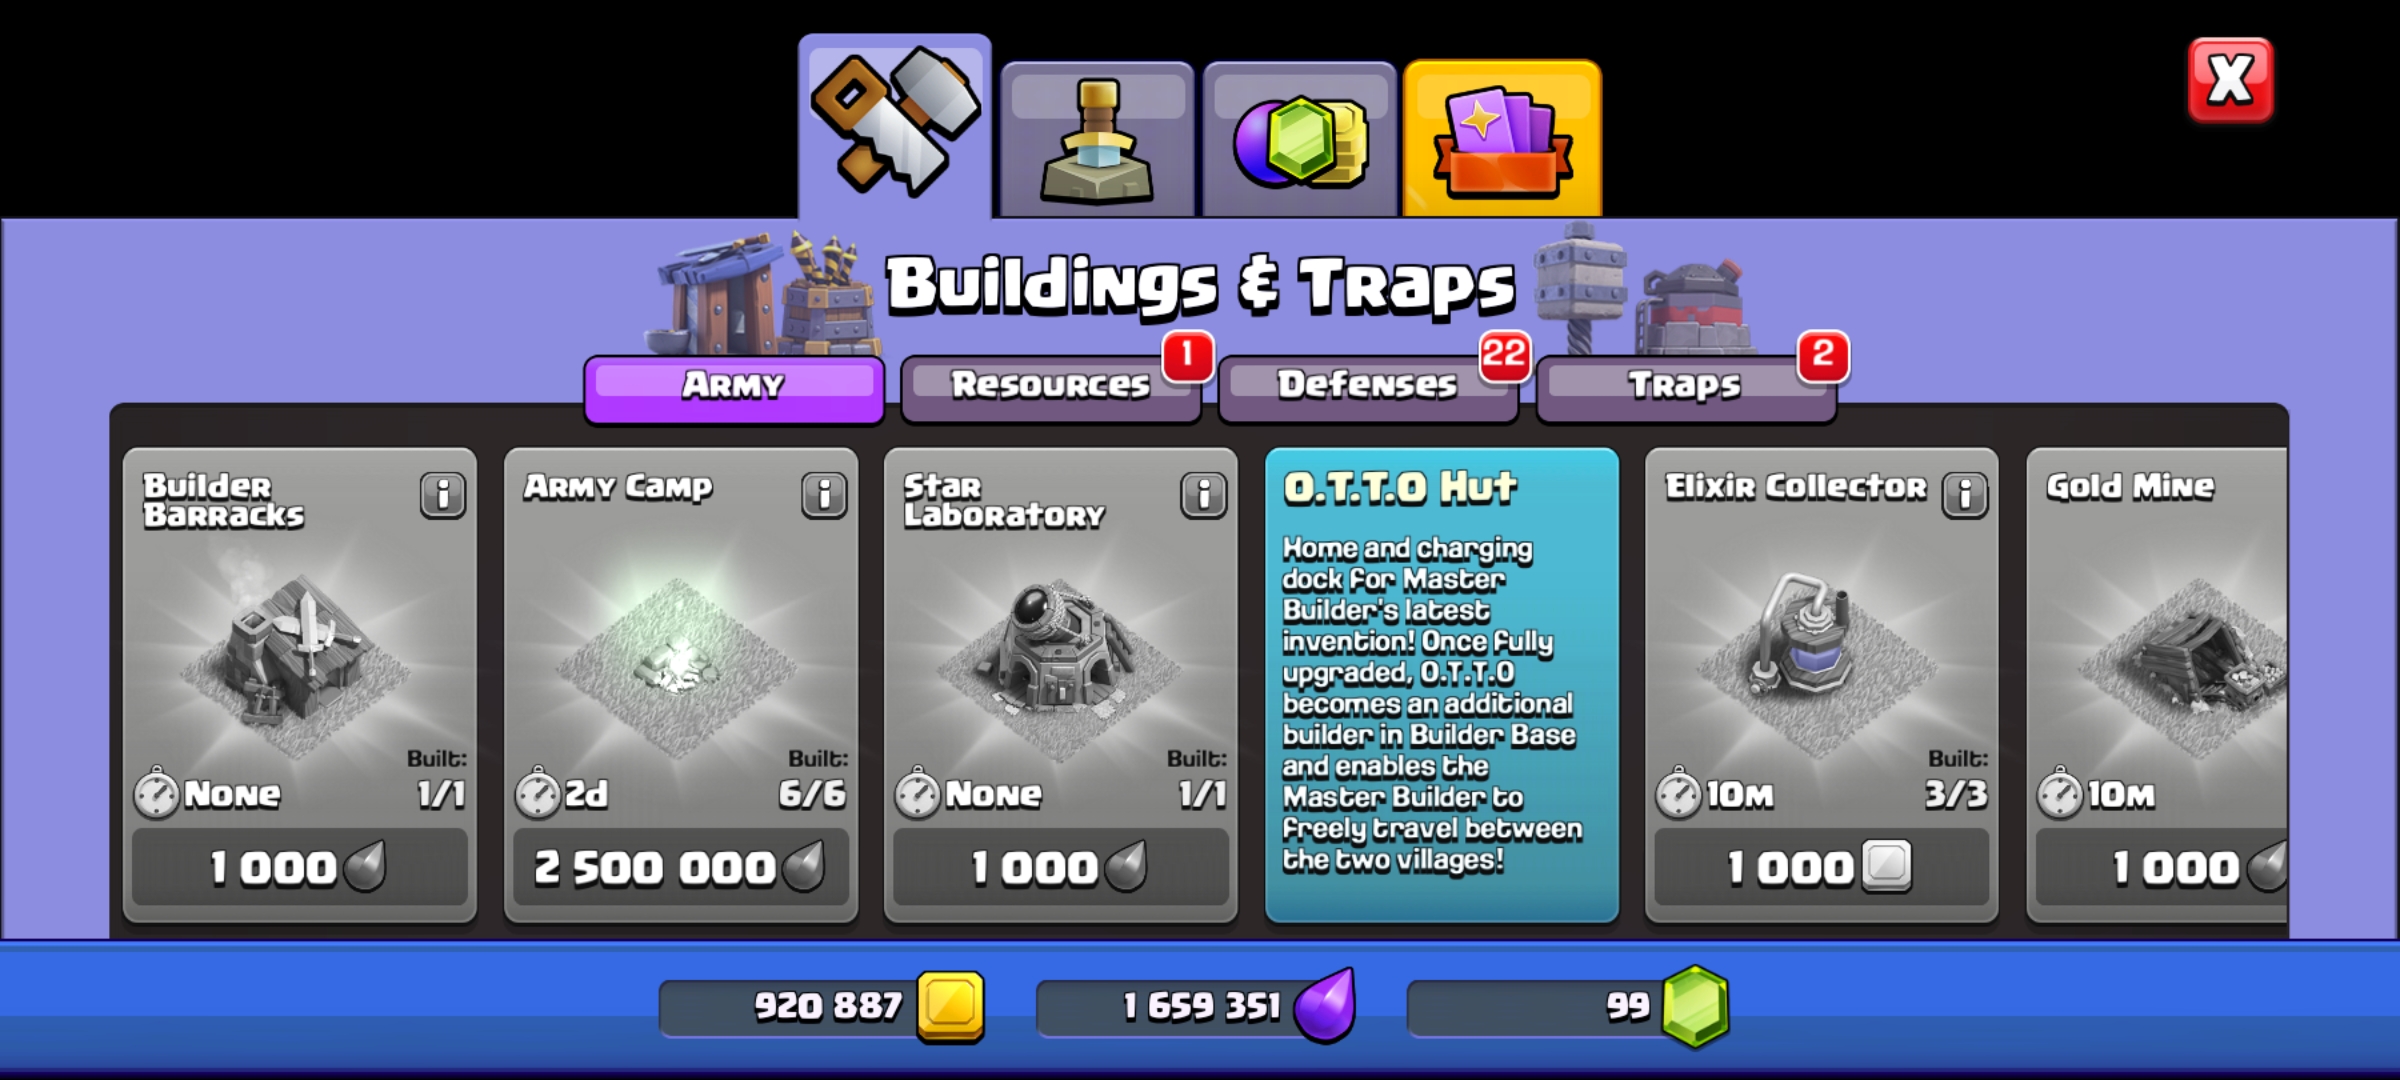 X
Buildings & Traps
Army
Resources
1
Defenses
22
Traps
2
Builder
Barracks
i
None
Built:
1/1
1 000
Army Camp
i
2d
Built:
6/6
2 500 000
Star
Laboratory
i
None
Built:
1/1
1 000
O.T.T.O Hut
Home and charging
dock for Master
Builder's latest
invention! Once fully
upgraded, O.T.T.O
becomes an additional
builder in Builder Base
and enables the
Master Builder to
freely travel between
the two villages!
Elixir Collector
i
10m
Built:
3/3
1 000
Gold Mine
10m
1 000
920 887
1 659 351
99